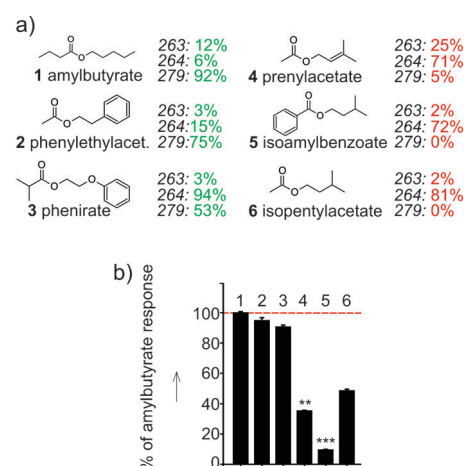 a)
263: 12%
264: 6%
279: 92%
1 amylbutyrate
263: 25%
264: 71%
279: 5%
4 prenylacetate
263: 3%
264: 15%
279: 75%
2 phenylethylacet.
263: 2%
264: 72%
279: 0%
5 isoamylbenzoate
263: 3%
264: 94%
279: 53%
3 phenirate
263: 2%
264: 81%
279: 0%
6 isopentylacetate
b)
% of amylbutyrate response
1 2 3 4 5 6
100
80
60
40
20
0
** ***